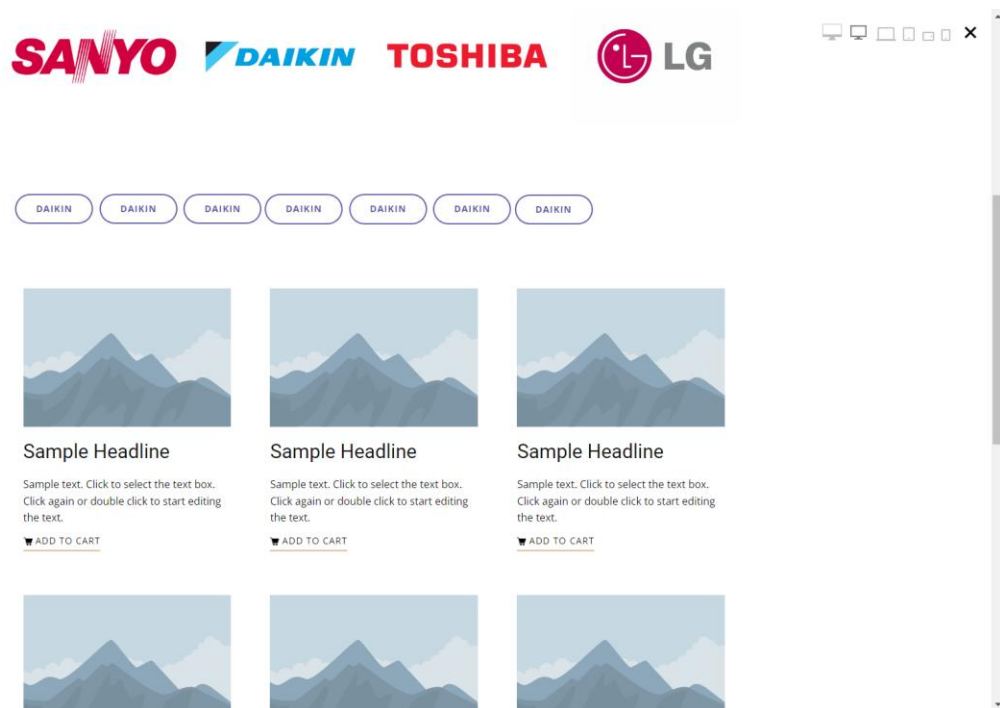 SANYO DAIKIN TOSHIBA LG
DAIKIN DAIKIN DAIKIN DAIKIN DAIKIN DAIKIN DAIKIN
Sample Headline
Sample text. Click to select the text box.
Click again or double click to start editing
the text.
ADD TO CART
Sample Headline
Sample text. Click to select the text box.
Click again or double click to start editing
the text.
ADD TO CART
Sample Headline
Sample text. Click to select the text box.
Click again or double click to start editing
the text.
ADD TO CART